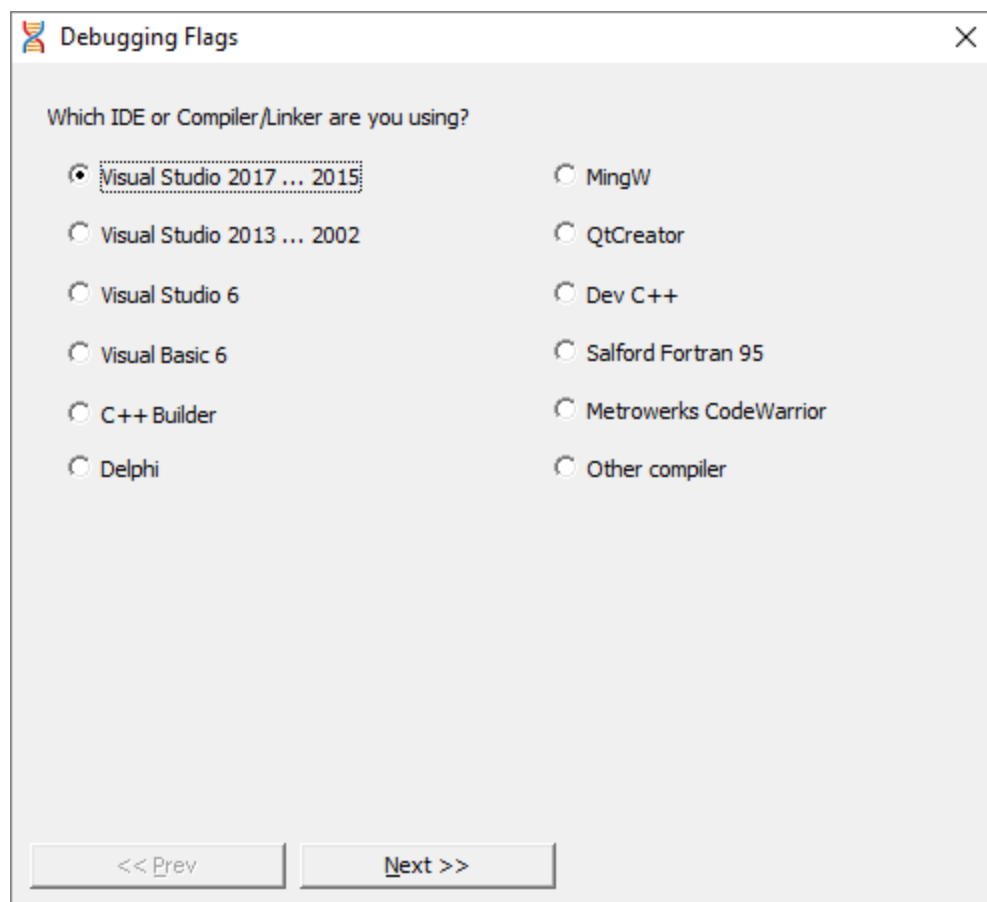 Debugging Flags
Which IDE or Compiler/Linker are you using?
Visual Studio 2017 ... 2015
Visual Studio 2013 ... 2002
Visual Studio 6
Visual Basic 6
C++ Builder
Delphi
MingW
QtCreator
Dev C++
Salford Fortran 95
Metrowerks CodeWarrior
Other compiler
<< Prev
Next >>